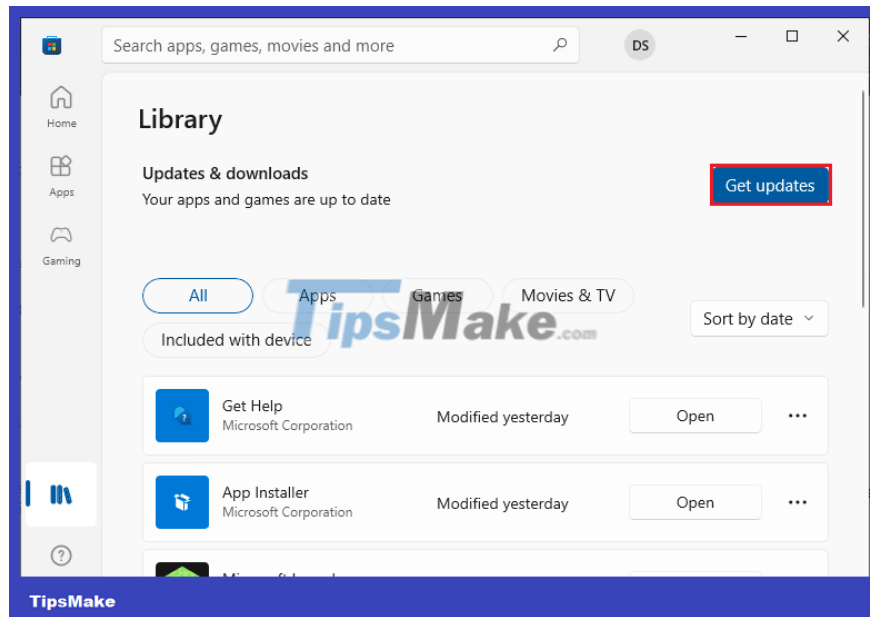 Search apps, games, movies and more
DS
Home
Apps
Gaming
Library
Updates & downloads
Your apps and games are up to date
Get updates
All
Apps
Games
Movies & TV
Included with device
Sort by date
TipsMake.com
Get Help
Microsoft Corporation
Modified yesterday
Open
App Installer
Microsoft Corporation
Modified yesterday
Open
TipsMake